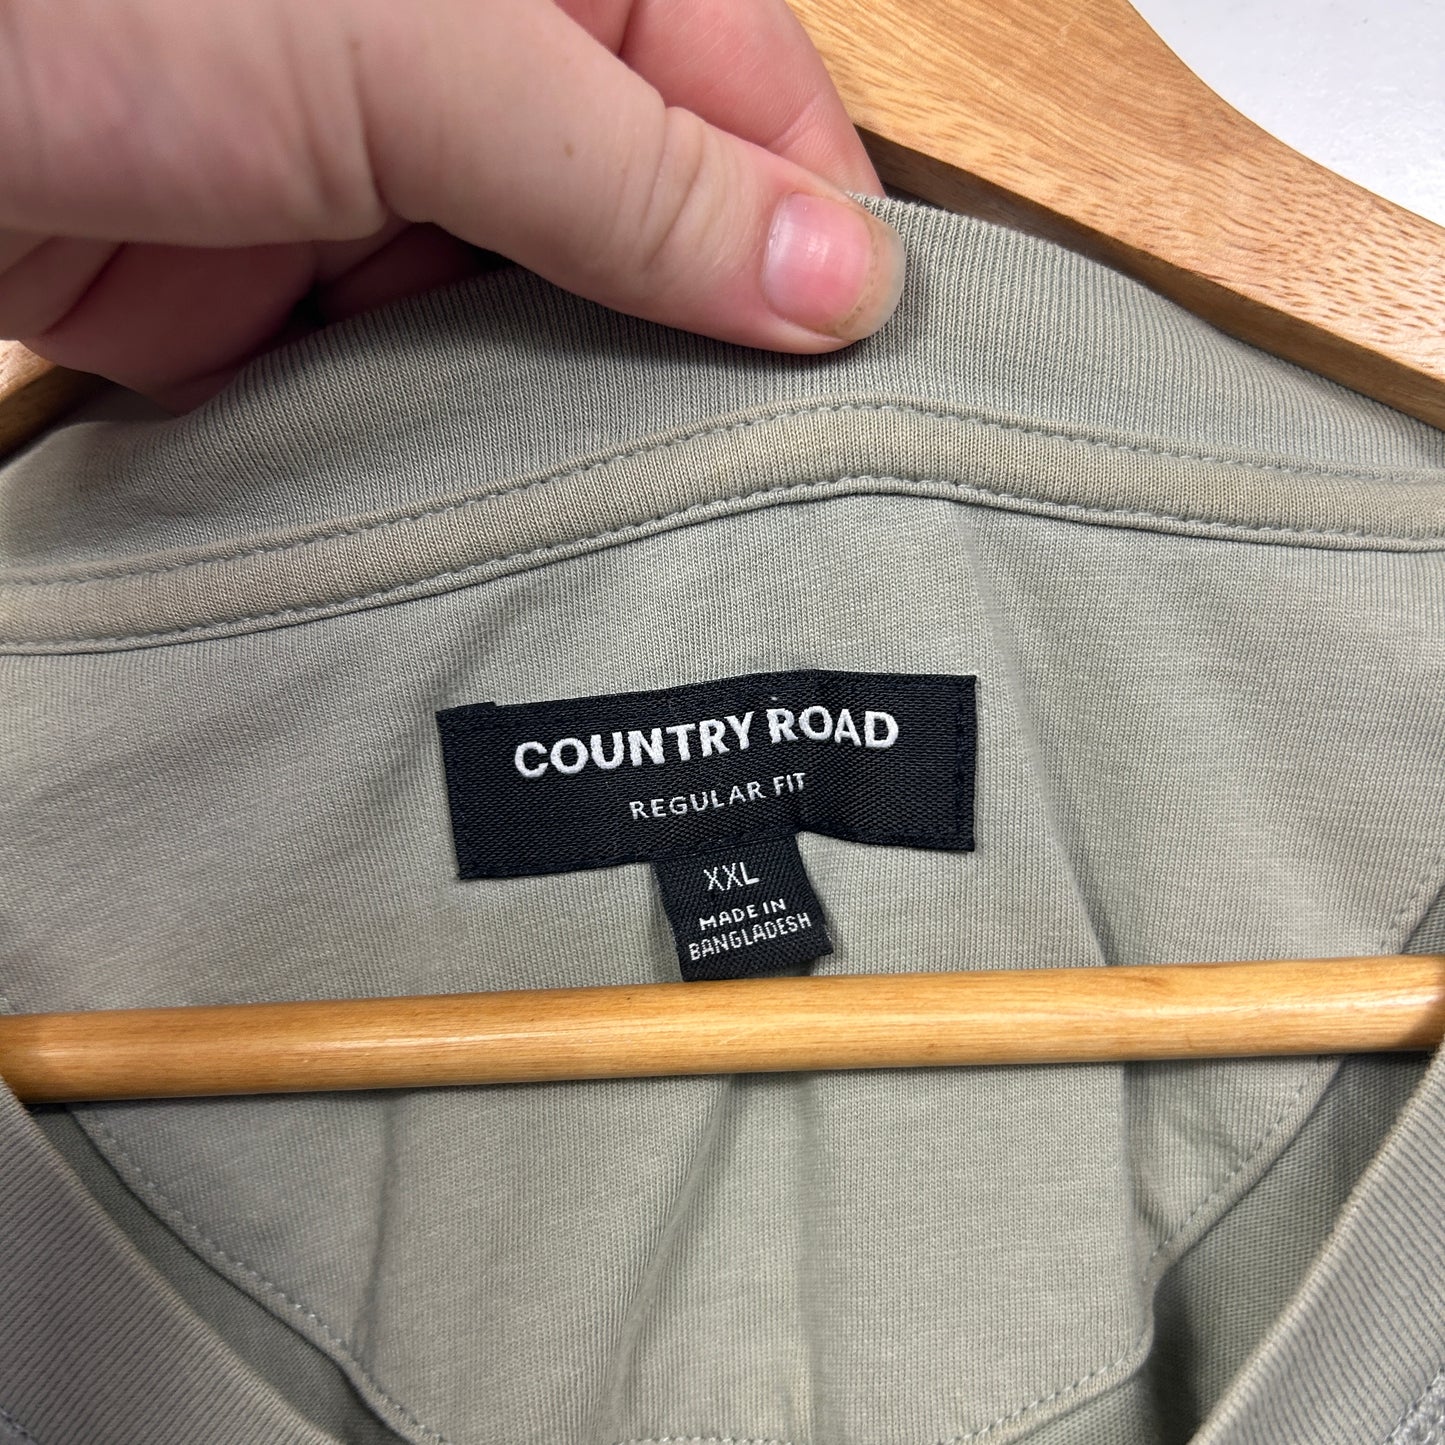 COUNTRY ROAD
REGULAR FIT
XXL
MADE IN
BANGLADESH